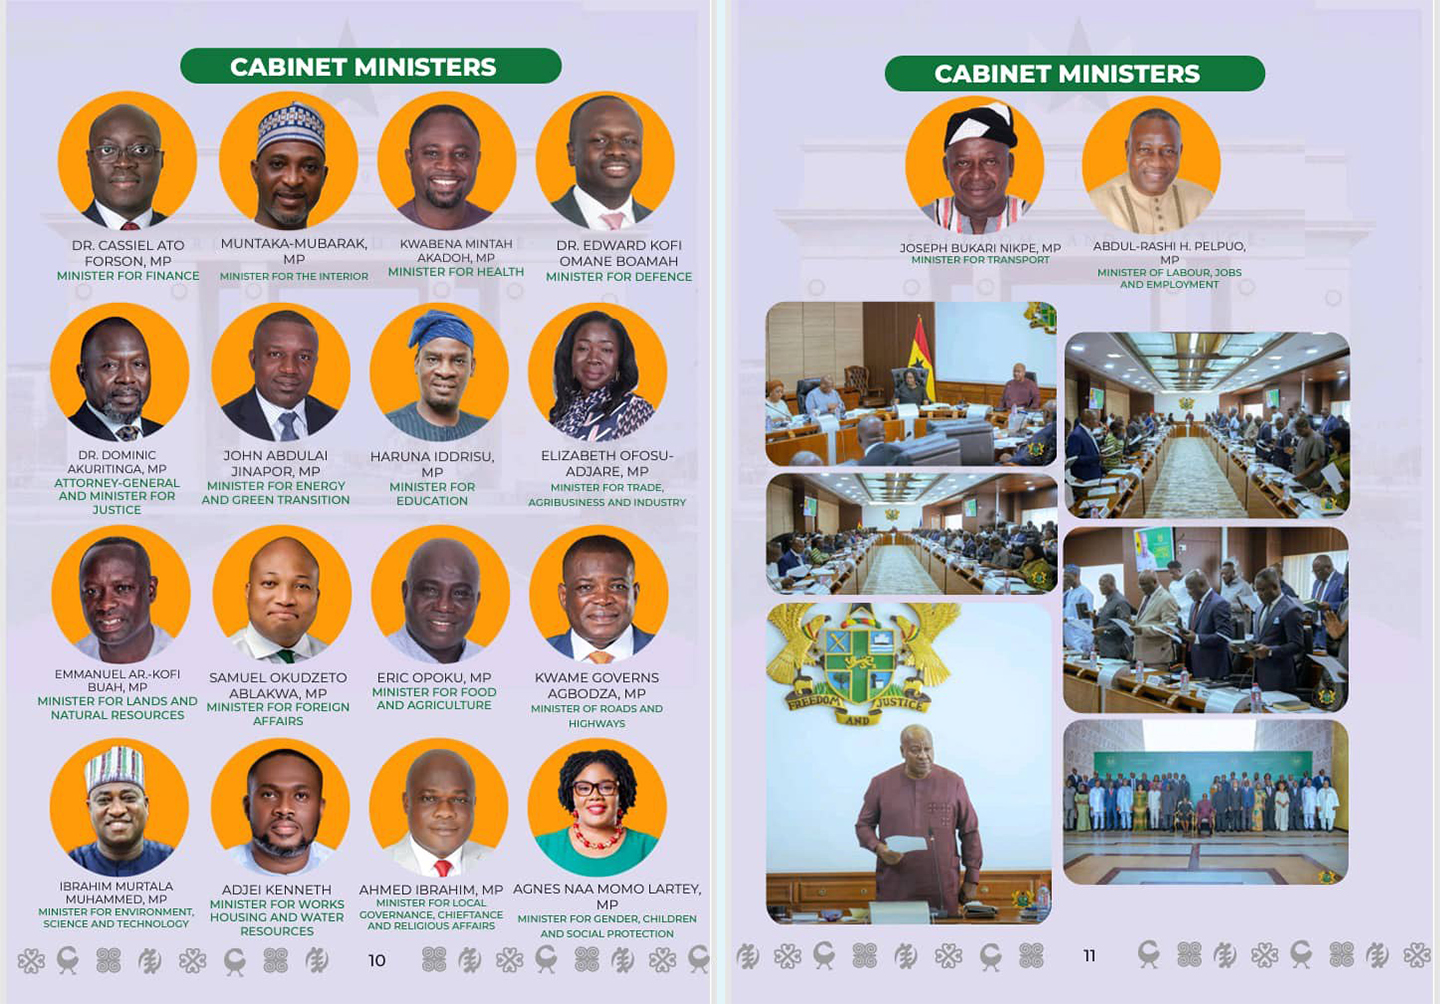 CABINET MINISTERS
DR. CASSIEL ATO
FORSON, MP
MINISTER FOR FINANCE
MUNTAKA-MUBARAK,
MP
MINISTER FOR THE INTERIOR
KWABENA MINTAH
AKADOH, MP
MINISTER FOR HEALTH
DR. EDWARD KOFI
OMANE BOAMAH
MINISTER FOR DEFENCE
DR. DOMINIC
AKURITINGA, MP
ATTORNEY-GENERAL
AND MINISTER FOR
JUSTICE
JOHN ABDULAI
JINAPOR, MP
MINISTER FOR ENERGY
AND GREEN TRANSITION
HARUNA IDDRISU,
MP
MINISTER FOR
EDUCATION
ELIZABETH OFOSU-
ADJARE, MP
MINISTER FOR TRADE,
AGRIBUSINESS AND INDUSTRY
EMMANUEL AR.-KOFI
BUAH, MP
MINISTER FOR LANDS AND
NATURAL RESOURCES
SAMUEL OKUDZETO
ABLAKWA, MP
MINISTER FOR FOREIGN
AFFAIRS
ERIC OPOKU, MP
MINISTER FOR FOOD
AND AGRICULTURE
KWAME GOVERNS
AGBODZA, MP
MINISTER OF ROADS AND
HIGHWAYS
IBRAHIM MURTALA
MUHAMMED, MP
MINISTER FOR ENVIRONMENT,
SCIENCE AND TECHNOLOGY
ADJEI KENNETH
MINISTER FOR WORKS
HOUSING AND WATER
RESOURCES
AHMED IBRAHIM, MP
MINISTER FOR LOCAL
GOVERNANCE, CHIEFTANCE
AND RELIGIOUS AFFAIRS
AGNES NAA MOMO LARTEY,
MP
MINISTER FOR GENDER, CHILDREN
AND SOCIAL PROTECTION
10
CABINET MINISTERS
JOSEPH BUKARI NIKPE, MP
MINISTER FOR TRANSPORT
ABDUL-RASHI H. PELPUO,
MP
MINISTER OF LABOUR, JOBS
AND EMPLOYMENT
FREEDOM AND JUSTICE
11